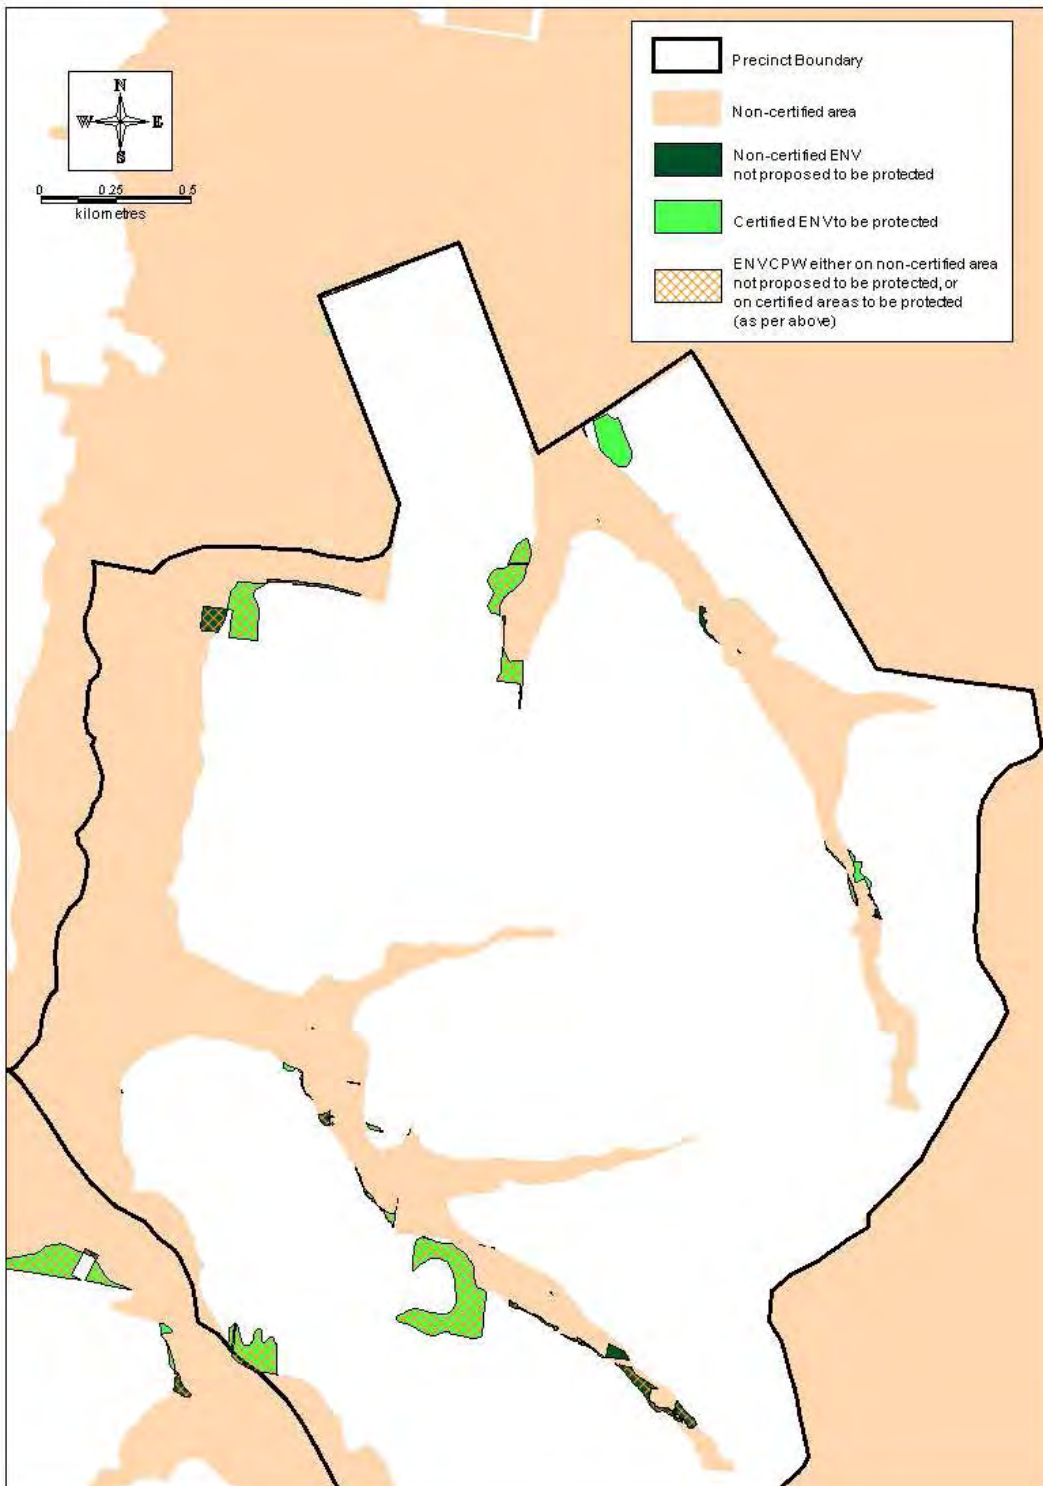 N
W E
S
0 0.25 0.5
kilometres
Precinct Boundary
Non-certified area
Non-certified ENV
not proposed to be protected
Certified ENV to be protected
ENV CPW either on non-certified area
not proposed to be protected, or
on certified areas to be protected
(as per above)